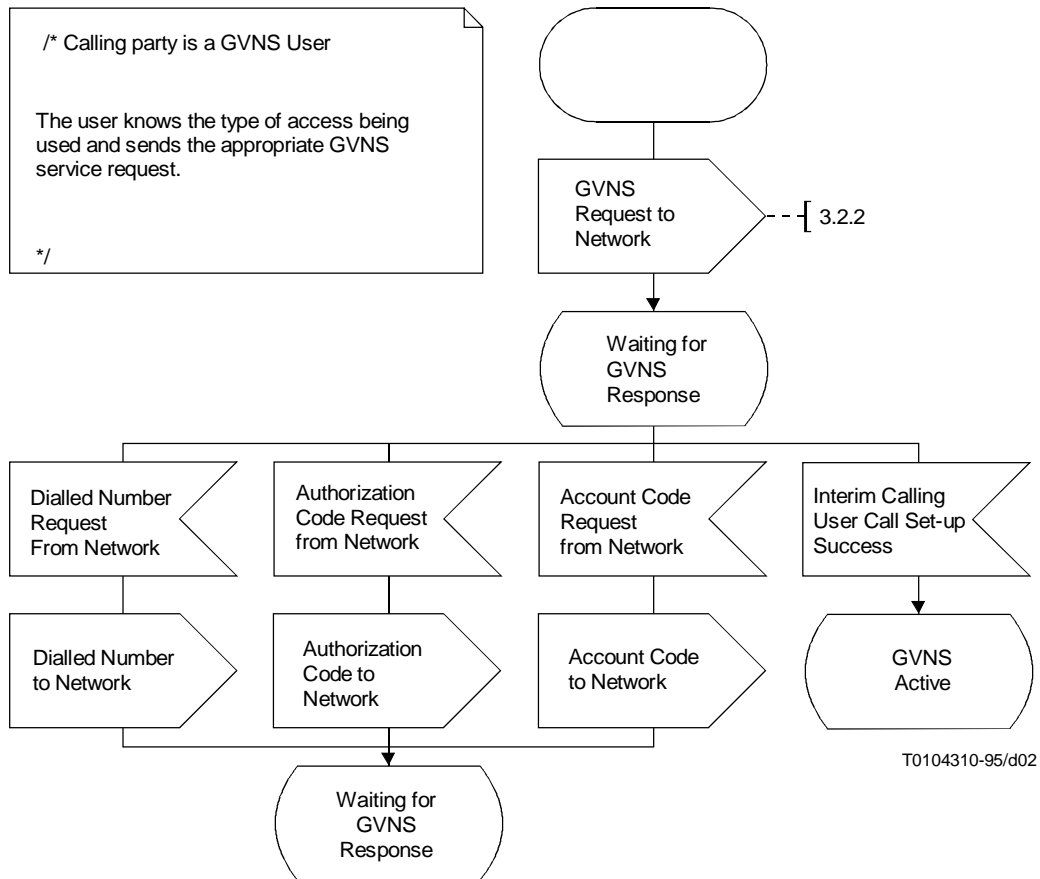 /* Calling party is a GVNS User
The user knows the type of access being
used and sends the appropriate GVNS
service request.
*/
GVNS
Request to
Network
3.2.2
Waiting for
GVNS
Response
Dialled Number
Request
From Network
Authorization
Code Request
from Network
Account Code
Request
from Network
Interim Calling
User Call Set-up
Success
Dialled Number
to Network
Authorization
Code to
Network
Account Code
to Network
GVNS
Active
T0104310-95/d02
Waiting for
GVNS
Response